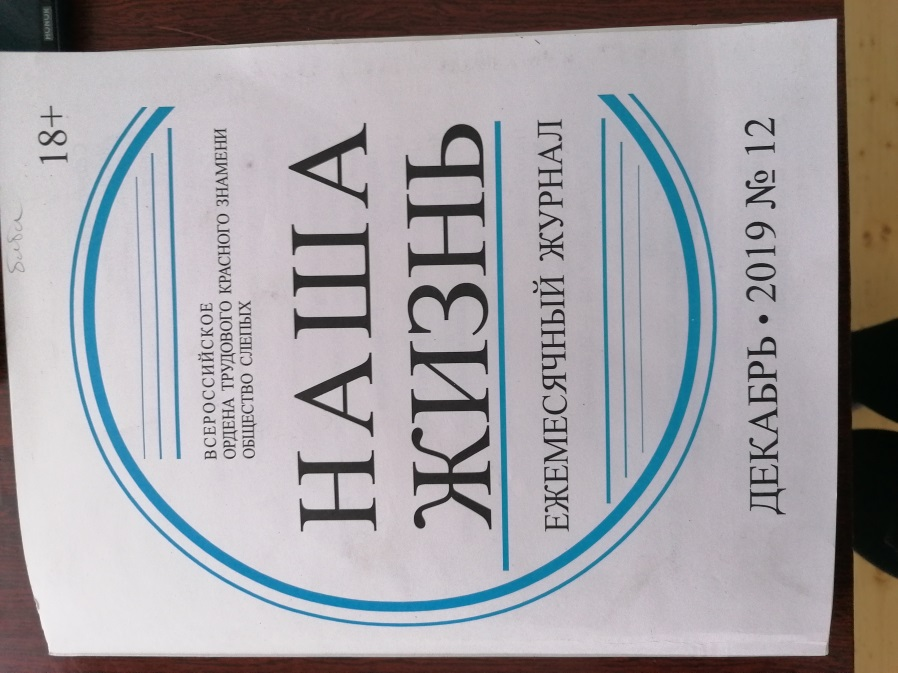 18+
ВСЕРОССИЙСКОЕ
ОРДЕНА ТРУДОВОГО КРАСНОГО ЗНАМЕНИ
ОБЩЕСТВО СЛЕПЫХ
НАША
ЖИЗНЬ
ЕЖЕМЕСЯЧНЫЙ ЖУРНАЛ
ДЕКАБРЬ • 2019 № 12